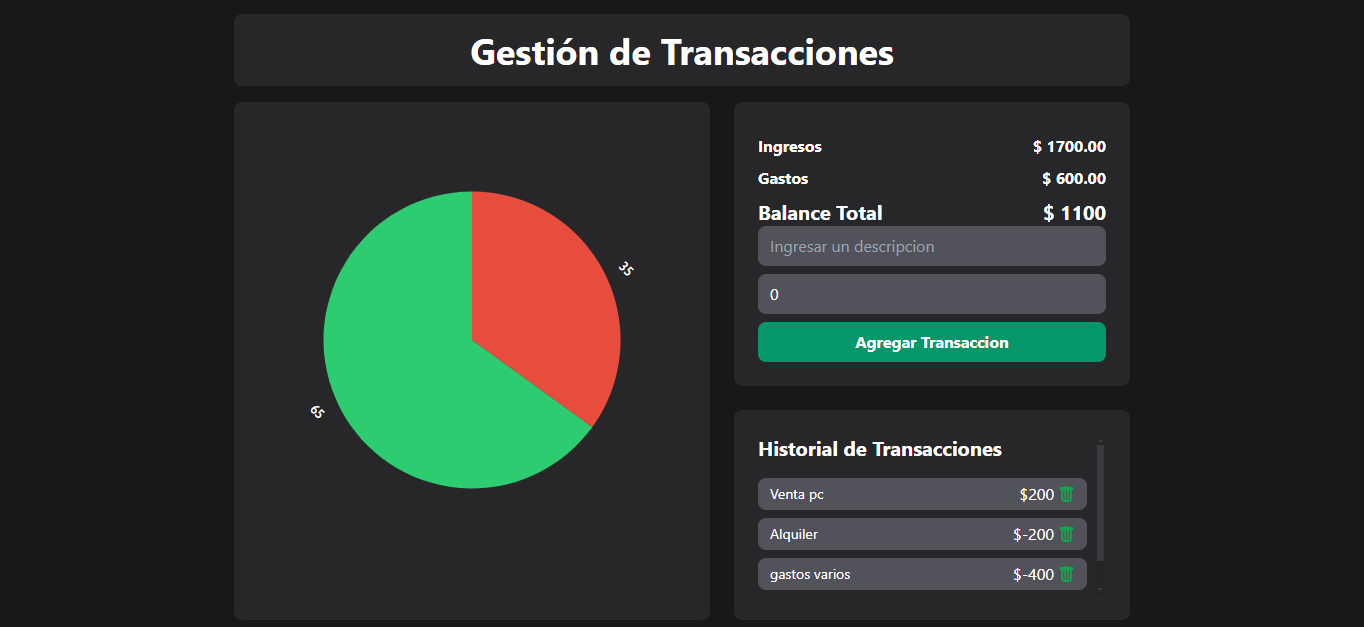 Gestión de Transacciones
35
65
Ingresos $ 1700.00
Gastos $ 600.00
Balance Total $ 1100
Ingresar un descripcion
0
Agregar Transaccion
Historial de Transacciones
Venta pc $200
Alquiler $-200
gastos varios $-400